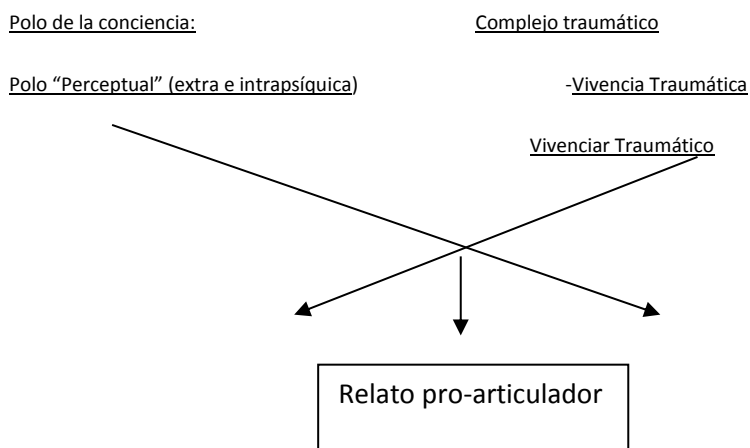 Polo de la conciencia: Complejo traumático
Polo “Perceptual” (extra e intrapsíquica) -Vivencia Traumática
Vivenciar Traumático
Relato pro-articulador